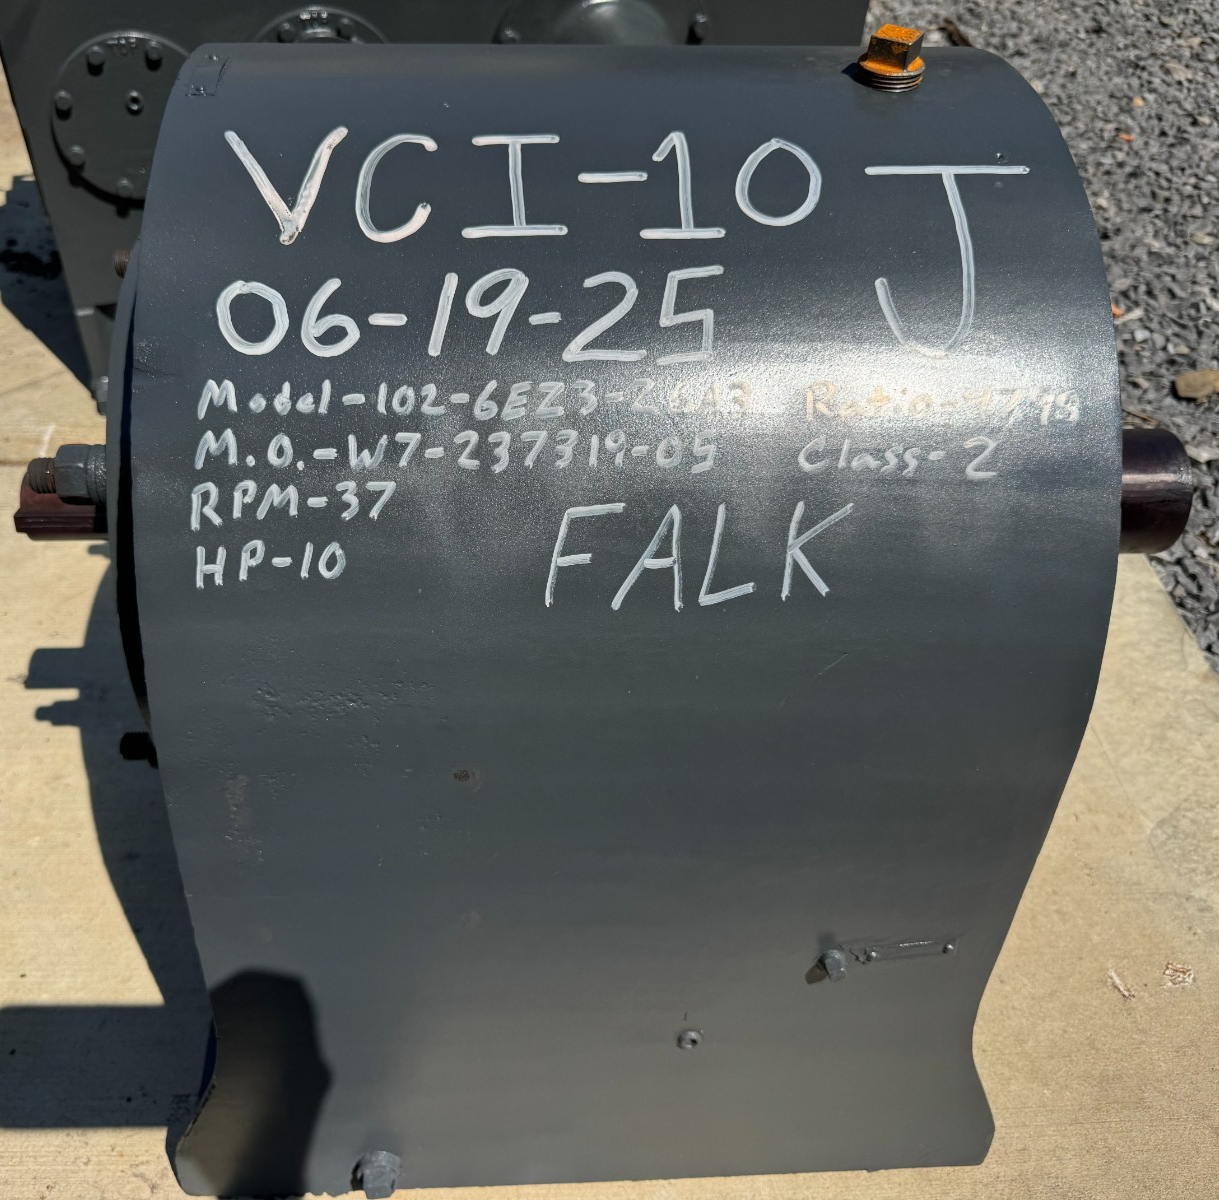 VCI-10 J
06-19-25
Model-102-6EZ3-26A3 Ratio-
M.O.-W7-237319-05 Class-2
RPM-37
HP-10
FALK